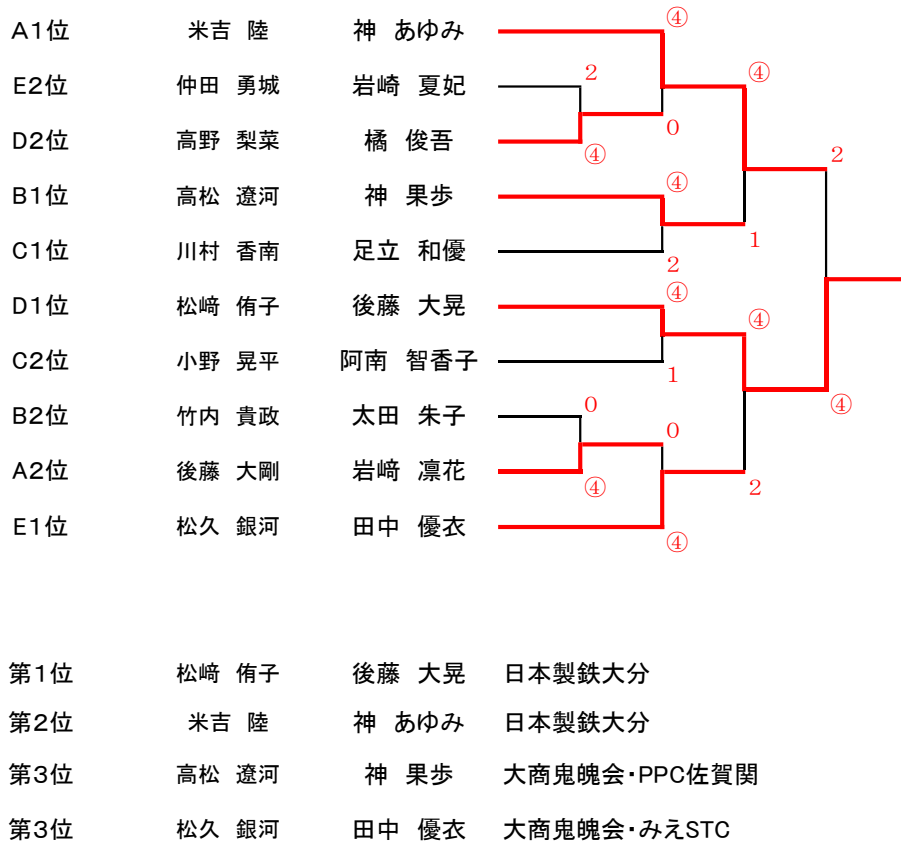 ④
A1位 米吉 陸 神 あゆみ
④
2
E2位 仲田 勇城 岩崎 夏妃
0
D2位 高野 梨菜 橘 俊吾
④
2
④
B1位 高松 遼河 神 果歩
1
C1位 川村 香南 足立 和優
2
④
D1位 松﨑 侑子 後藤 大晃
④
C2位 小野 晃平 阿南 智香子
1
④
0
B2位 竹内 貴政 太田 朱子
0
A2位 後藤 大剛 岩﨑 凛花
④
2
E1位 松久 銀河 田中 優衣
④
第1位 松﨑 侑子 後藤 大晃 日本製鉄大分
第2位 米吉 陸 神 あゆみ 日本製鉄大分
第3位 高松 遼河 神 果歩 大商鬼魄会・PPC佐賀関
第3位 松久 銀河 田中 優衣 大商鬼魄会・みえSTC